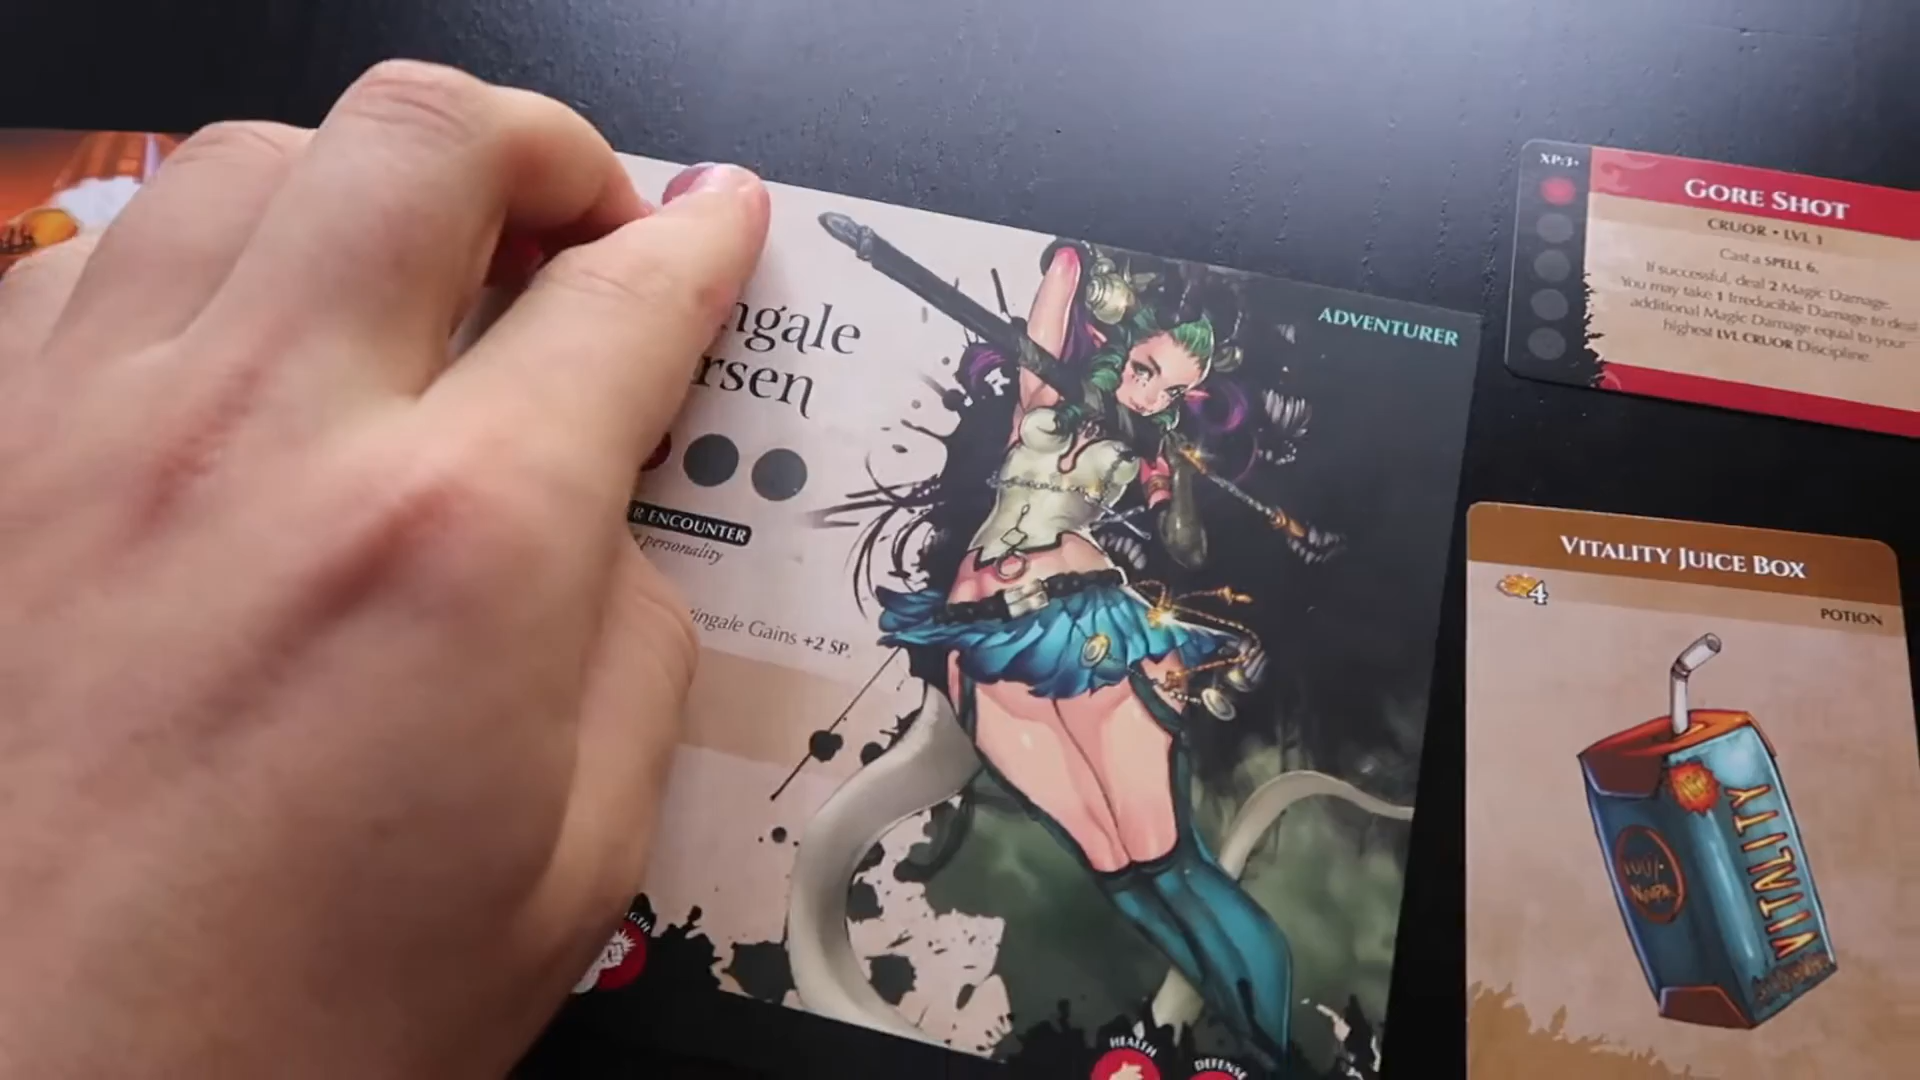 ngale
rsen
R ENCOUNTER
personality
ingale Gains +2 SP.
ADVENTURER
HEALTH
DEFENSE
XP:3+
GORE SHOT
CRUOR • LVL 1
Cast a SPELL 6.
If successful, deal 2 Magic Damage.
You may take 1 Irreducible Damage to deal
additional Magic Damage equal to your
highest LVL CRUOR Discipline.
VITALITY JUICE BOX
4
POTION
100%
VITALITY